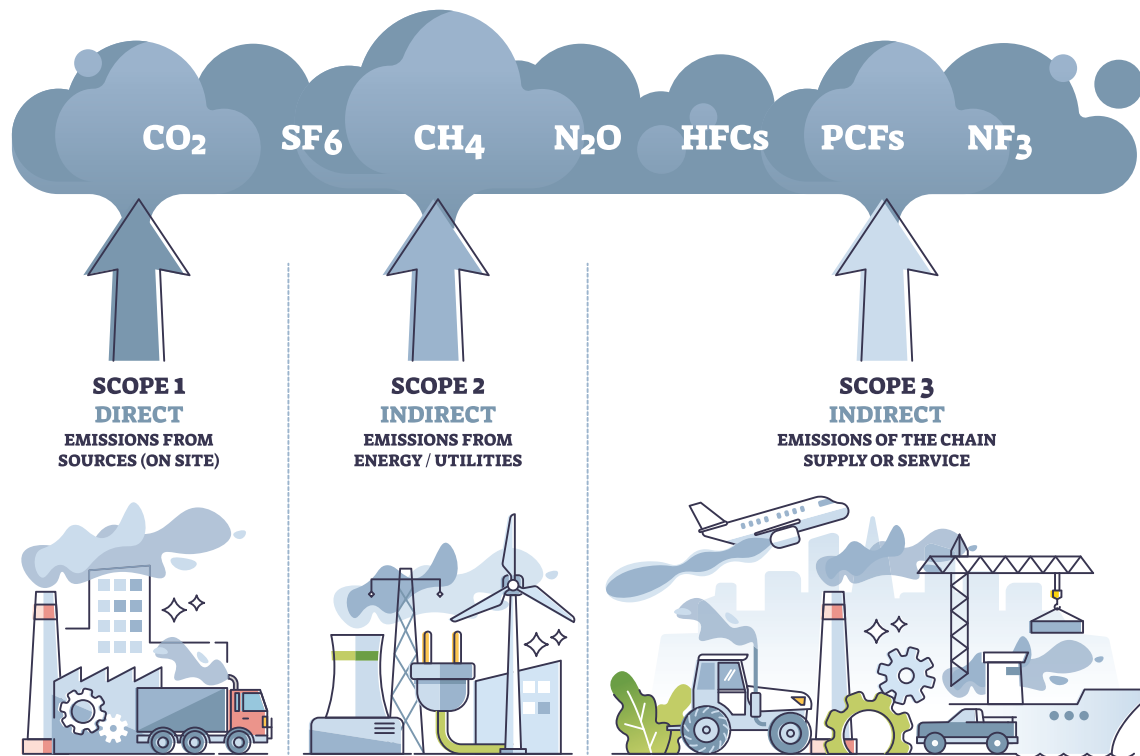 CO₂ SF₆ CH₄ N₂O HFCs PCFs NF₃
SCOPE 1
DIRECT
EMISSIONS FROM
SOURCES (ON SITE)
SCOPE 2
INDIRECT
EMISSIONS FROM
ENERGY / UTILITIES
SCOPE 3
INDIRECT
EMISSIONS OF THE CHAIN
SUPPLY OR SERVICE